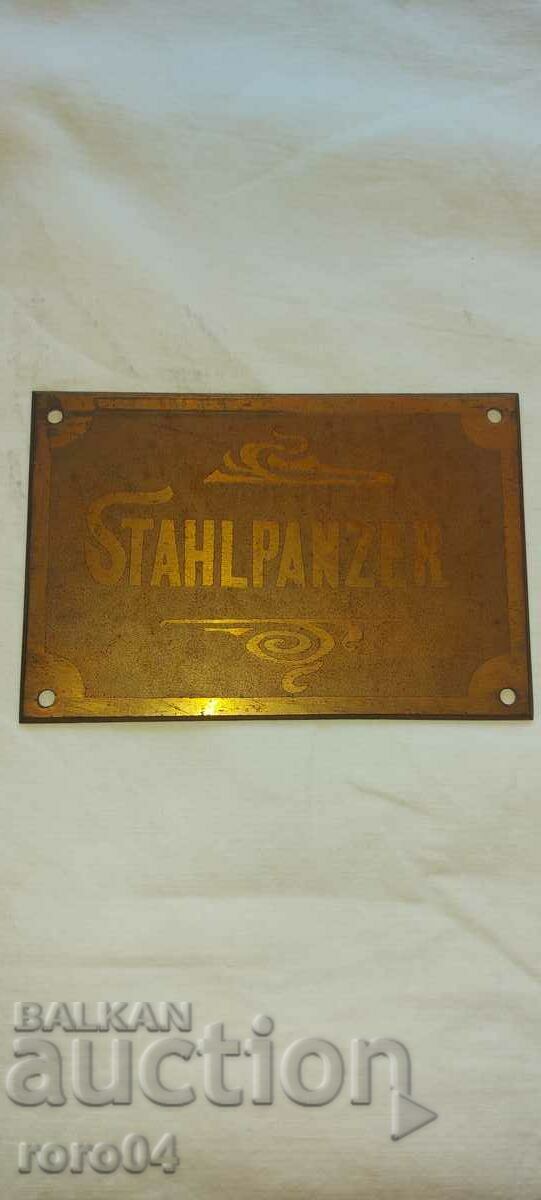 STAHLPANZER
BALKAN
auction
roro04